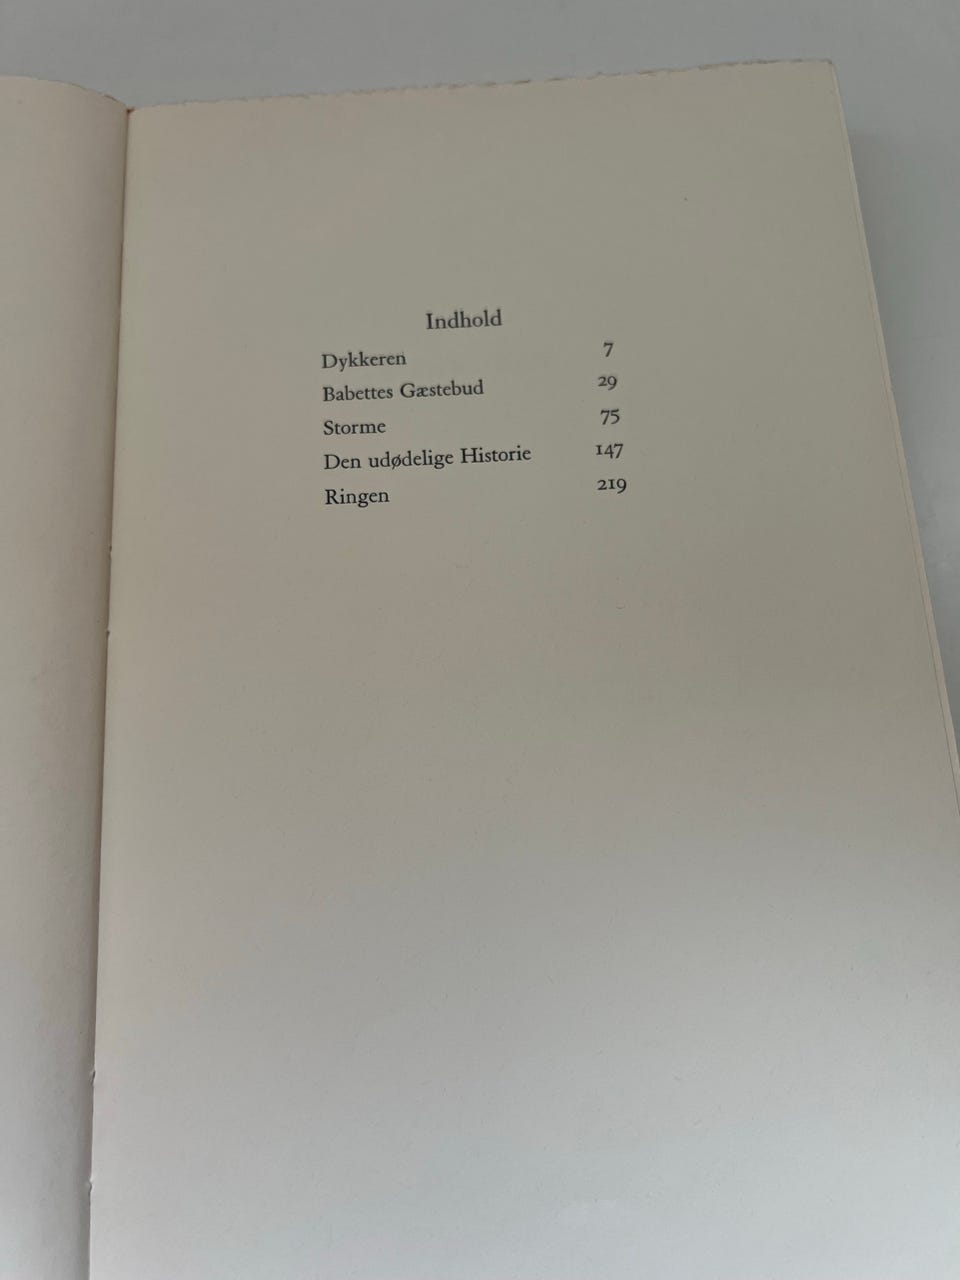 Indhold
Dykkeren 7
Babettes Gæstebud 29
Storme 75
Den udødelige Historie 147
Ringen 219